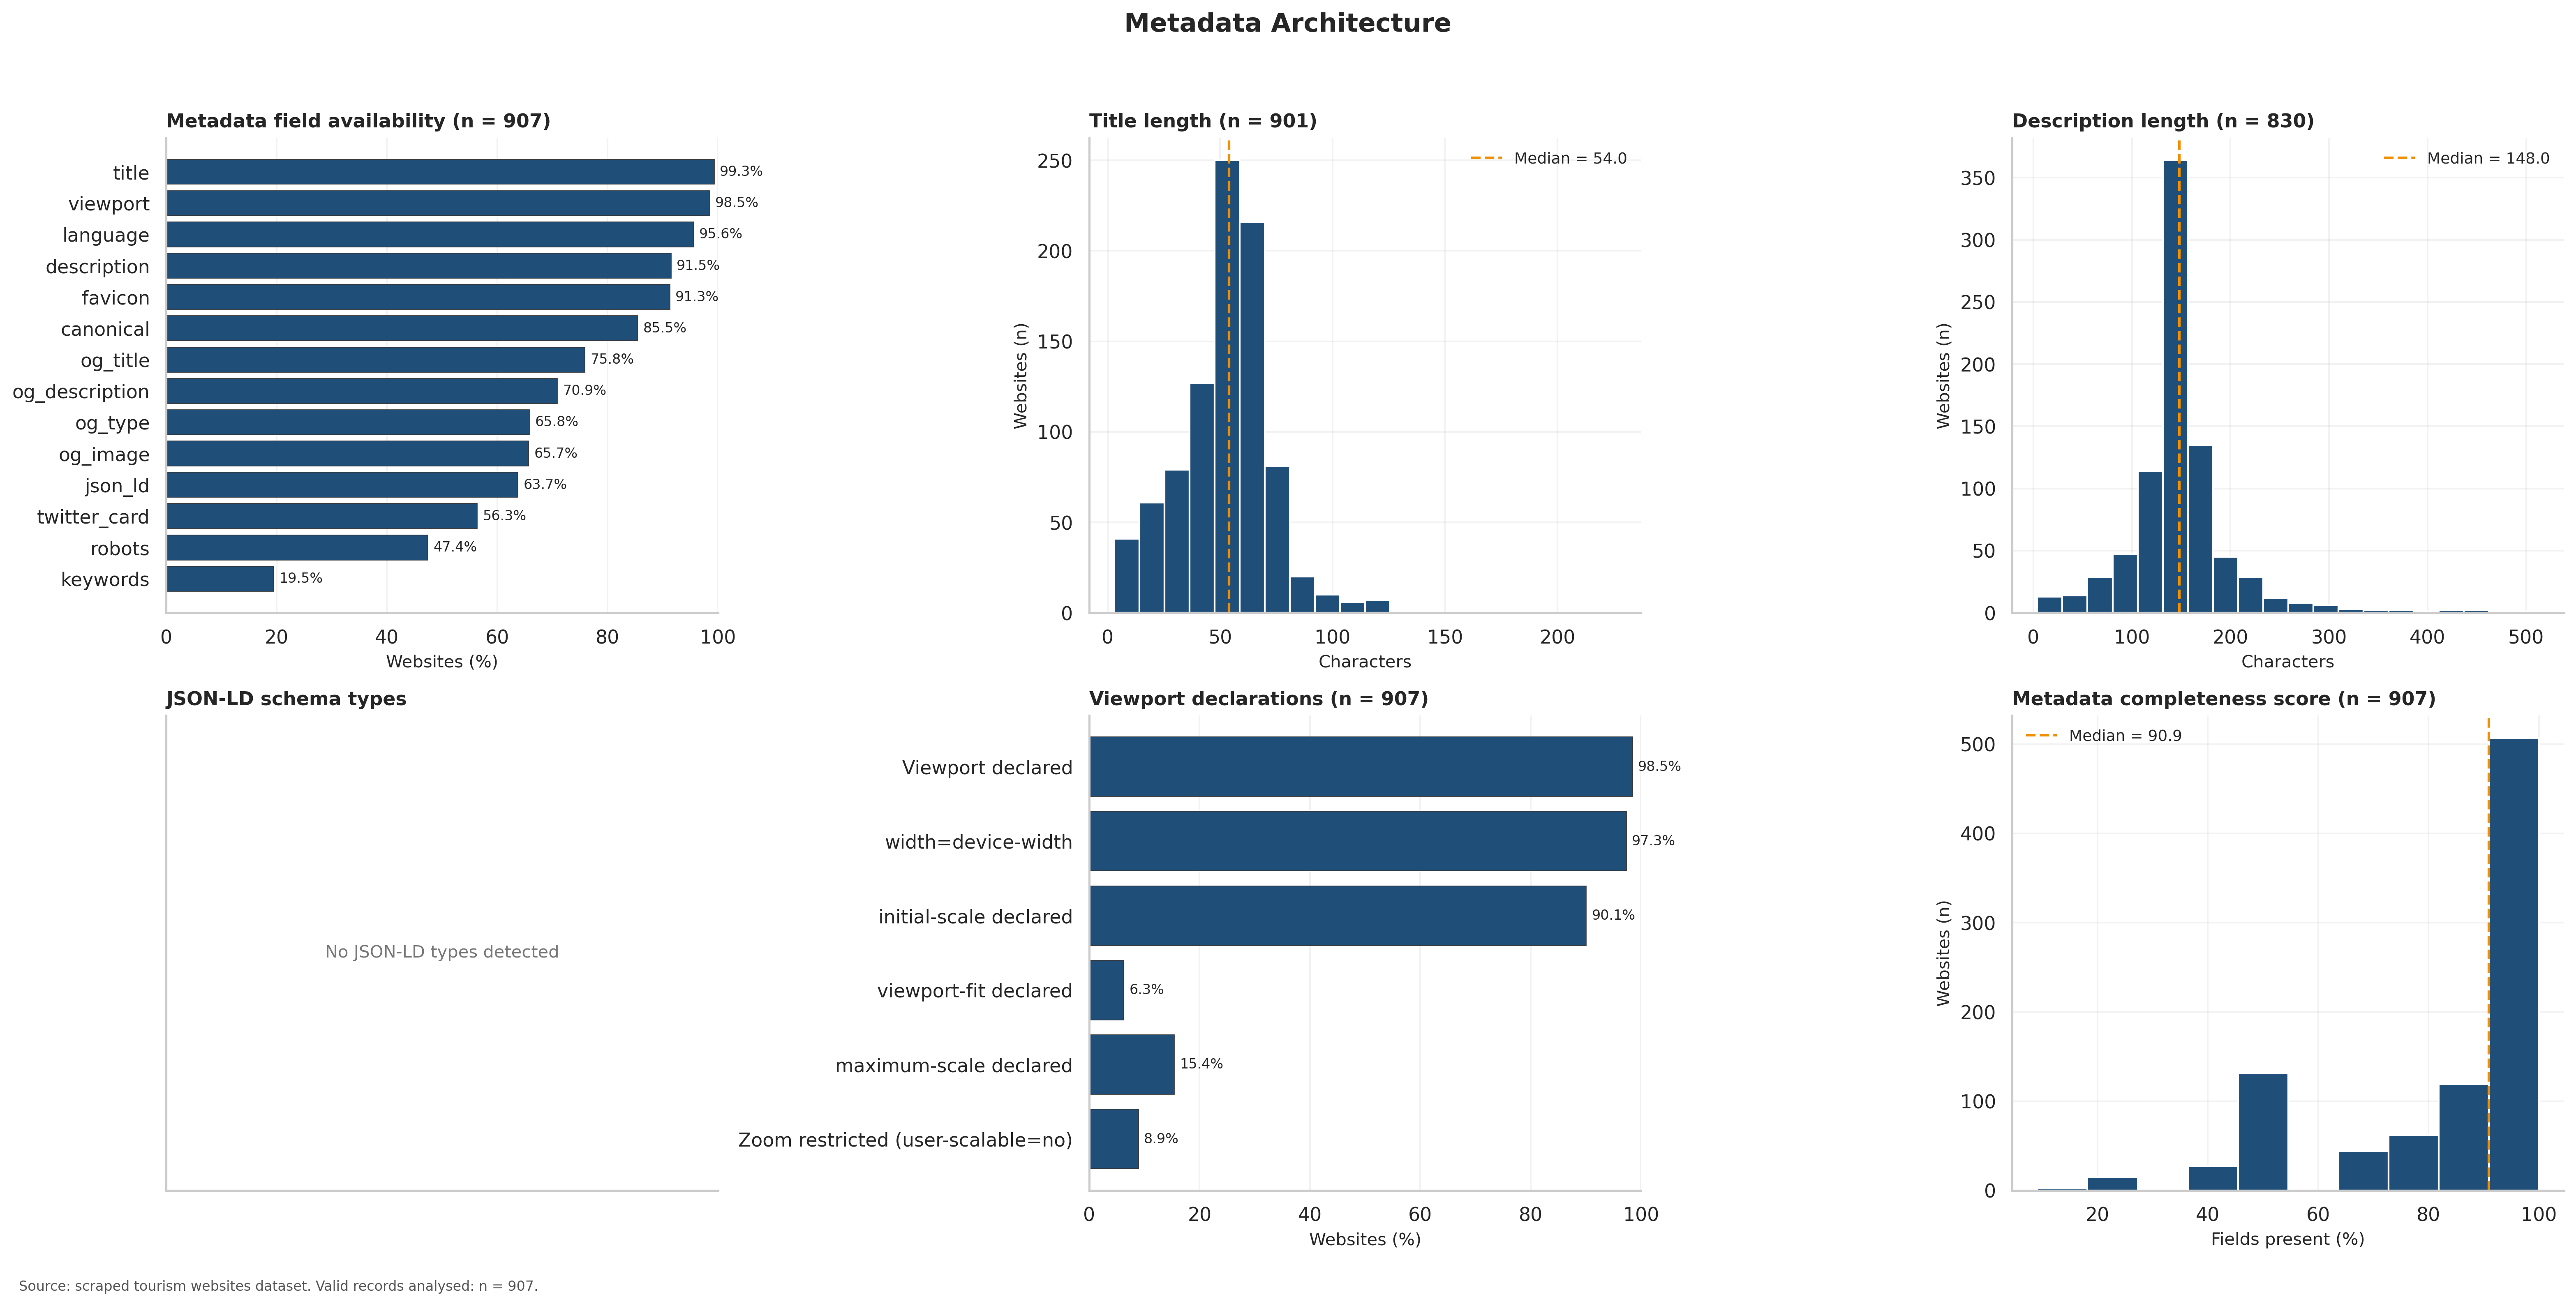 Metadata Architecture
Metadata field availability (n = 907)
title
99.3%
viewport
98.5%
language
95.6%
description
91.5%
favicon
91.3%
canonical
85.5%
og_title
75.8%
og_description
70.9%
og_type
65.8%
og_image
65.7%
json_ld
63.7%
twitter_card
56.3%
robots
47.4%
keywords
19.5%
0 20 40 60 80 100
Websites (%)
Title length (n = 901)
Median = 54.0
Websites (n)
250
200
150
100
50
0
0 50 100 150 200
Characters
Description length (n = 830)
Median = 148.0
Websites (n)
350
300
250
200
150
100
50
0
0 100 200 300 400 500
Characters
JSON-LD schema types
No JSON-LD types detected
Viewport declarations (n = 907)
Viewport declared
98.5%
width=device-width
97.3%
initial-scale declared
90.1%
viewport-fit declared
6.3%
maximum-scale declared
15.4%
Zoom restricted (user-scalable=no)
8.9%
0 20 40 60 80 100
Websites (%)
Metadata completeness score (n = 907)
Median = 90.9
Websites (n)
500
400
300
200
100
0
20 40 60 80 100
Fields present (%)
Source: scraped tourism websites dataset. Valid records analysed: n = 907.